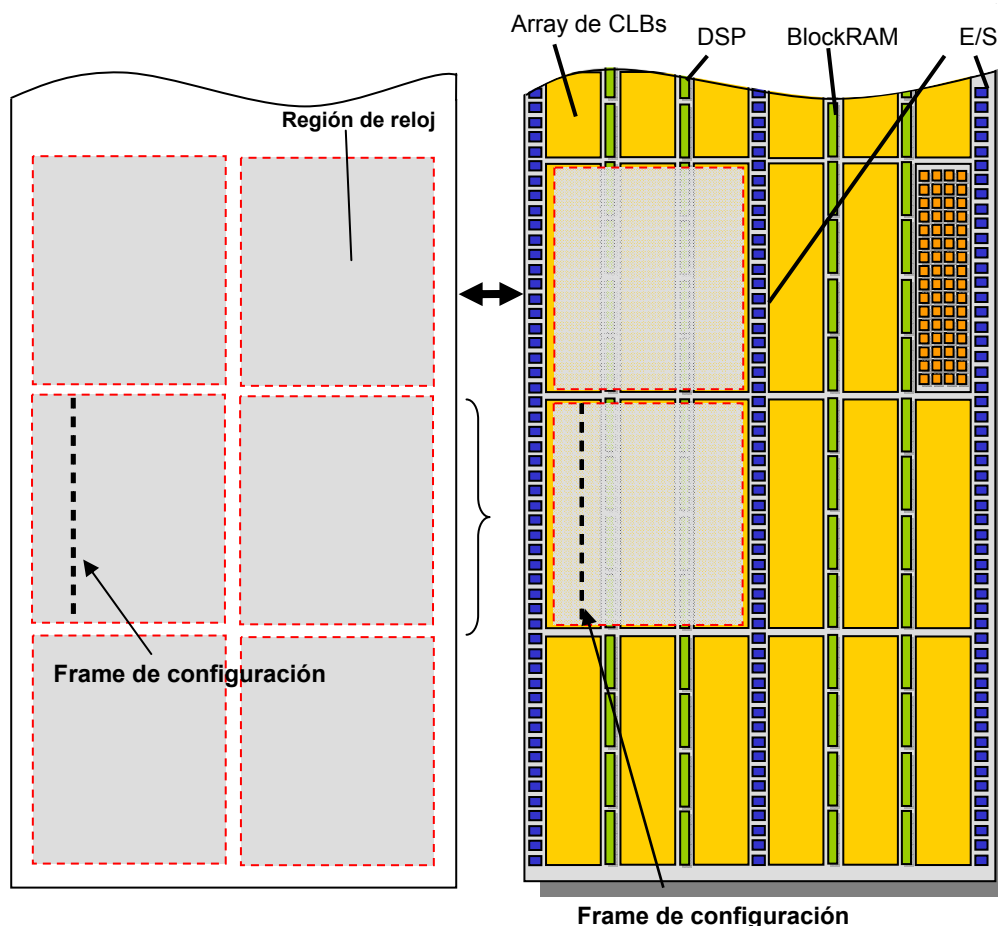 Array de CLBs
DSP
BlockRAM
E/S
Región de reloj
Frame de configuración
Frame de configuración